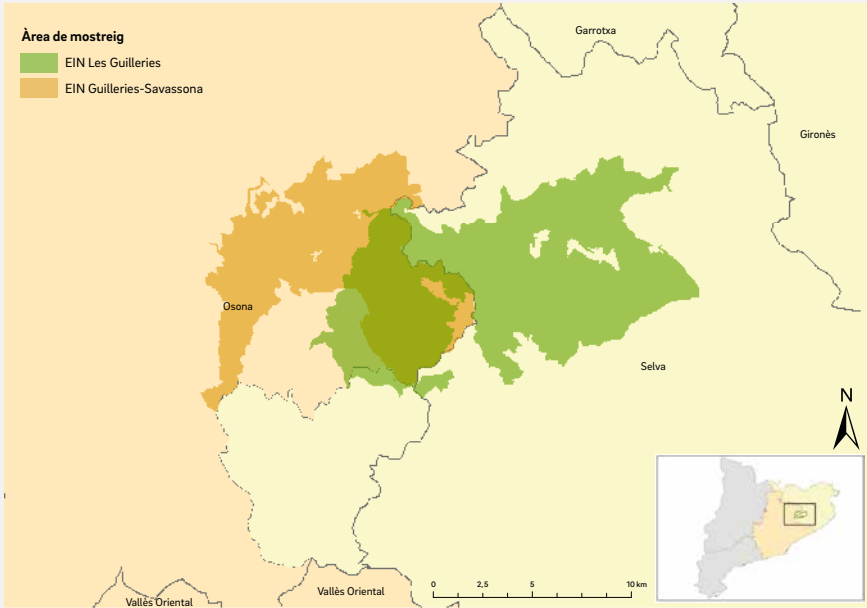 Àrea de mostreig
EIN Les Guilleries
EIN Guilleries-Savassona
Garrotxa
Gironès
Osona
Selva
N
0 2,5 5 10 km
Vallès Oriental
Vallès Oriental